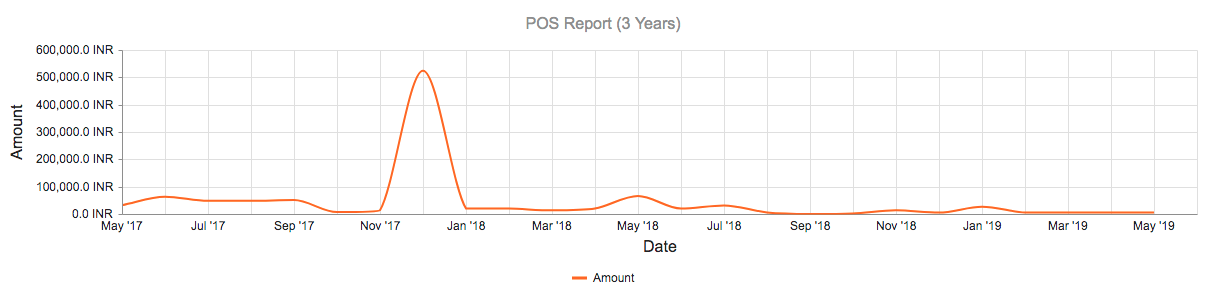 POS Report (3 Years)
600,000.0 INR
500,000.0 INR
400,000.0 INR
300,000.0 INR
200,000.0 INR
100,000.0 INR
0.0 INR
Amount
May '17 Jul '17 Sep '17 Nov '17 Jan '18 Mar '18 May '18 Jul '18 Sep '18 Nov '18 Jan '19 Mar '19 May '19
Date
Amount